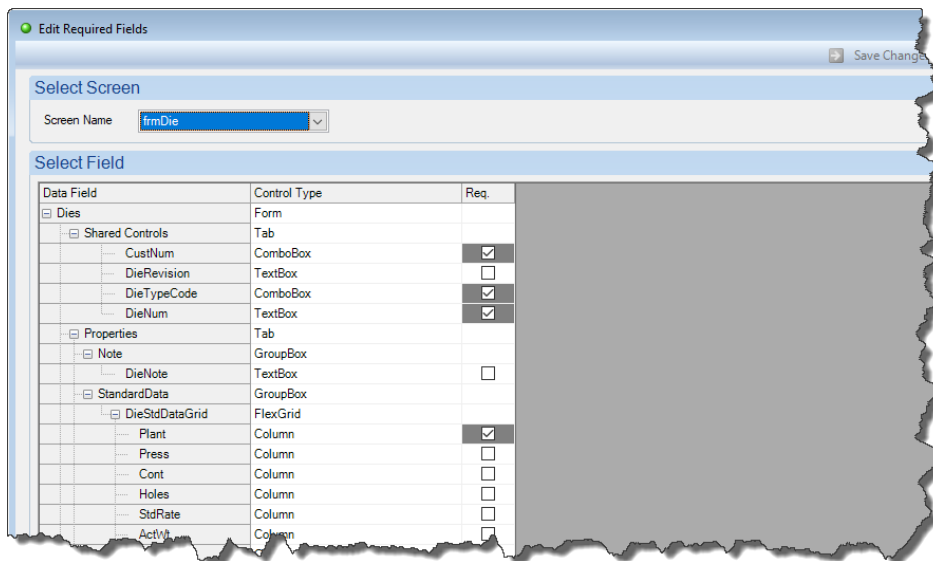 Edit Required Fields
Save Change
Select Screen
Screen Name frmDie
Select Field
Data Field Control Type Req.
Dies Form
Shared Controls Tab
CustNum ComboBox
DieRevision TextBox
DieTypeCode ComboBox
DieNum TextBox
Properties Tab
Note GroupBox
DieNote TextBox
StandardData GroupBox
DieStdDataGrid FlexGrid
Plant Column
Press Column
Cont Column
Holes Column
StdRate Column
ActWt Column